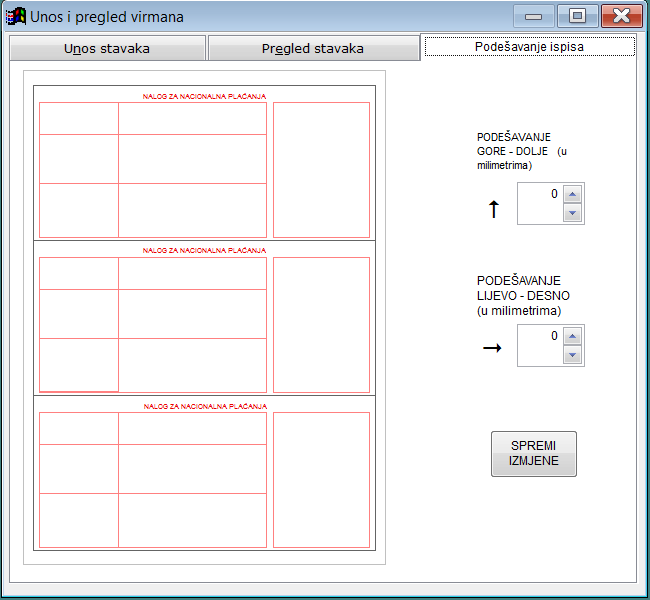 Unos i pregled virmana
Unos stavaka
Pregled stavaka
Podešavanje ispisa
NALOG ZA NACIONALNA PLAĆANJA
NALOG ZA NACIONALNA PLAĆANJA
NALOG ZA NACIONALNA PLAĆANJA
PODEŠAVANJE
GORE - DOLJE (u
milimetrima)
0
PODEŠAVANJE
LIJEVO - DESNO
(u milimetrima)
0
SPREMI
IZMJENE